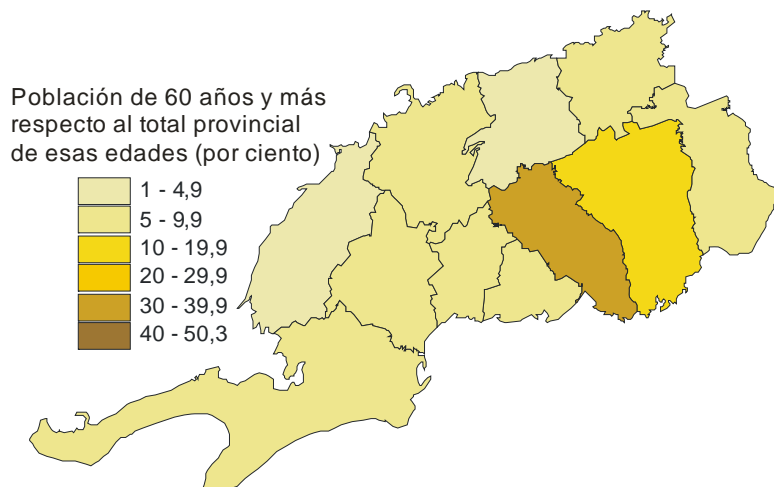 Población de 60 años y más
respecto al total provincial
de esas edades (por ciento)
1 - 4,9
5 - 9,9
10 - 19,9
20 - 29,9
30 - 39,9
40 - 50,3